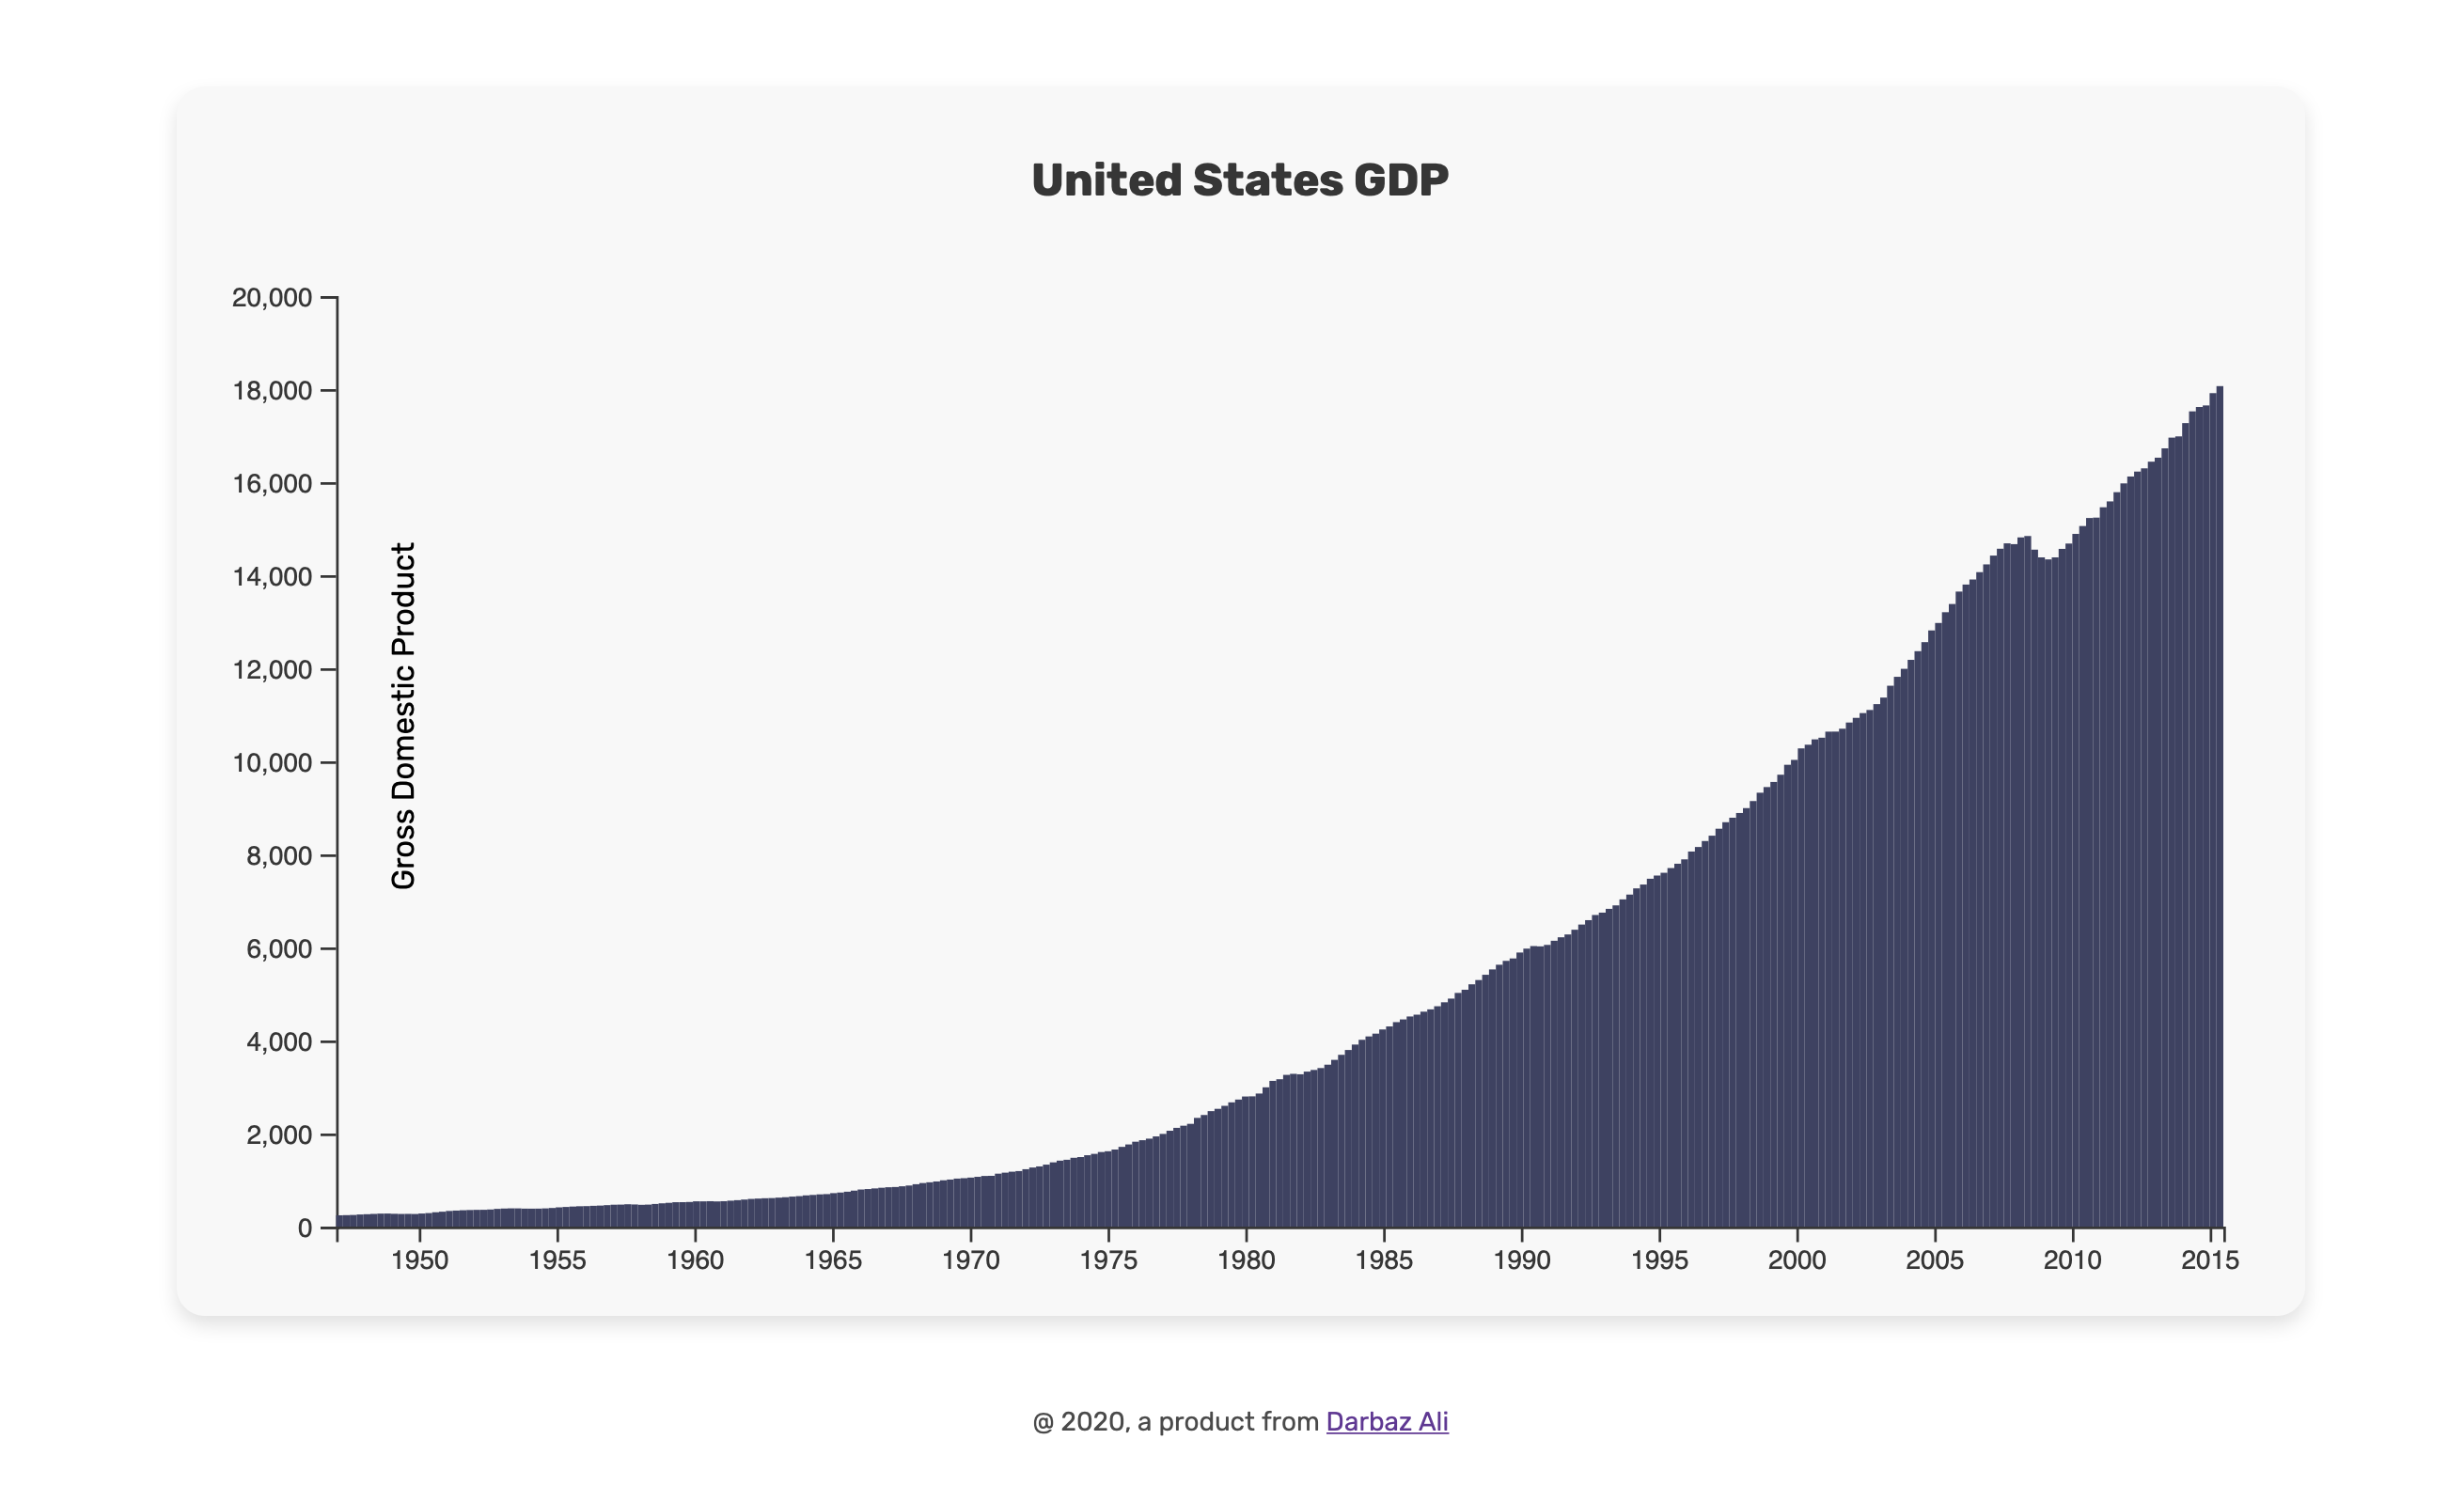 United States GDP
20,000
18,000
16,000
14,000
12,000
10,000
8,000
6,000
4,000
2,000
0
Gross Domestic Product
1950 1955 1960 1965 1970 1975 1980 1985 1990 1995 2000 2005 2010 2015
@ 2020, a product from Darbaz Ali